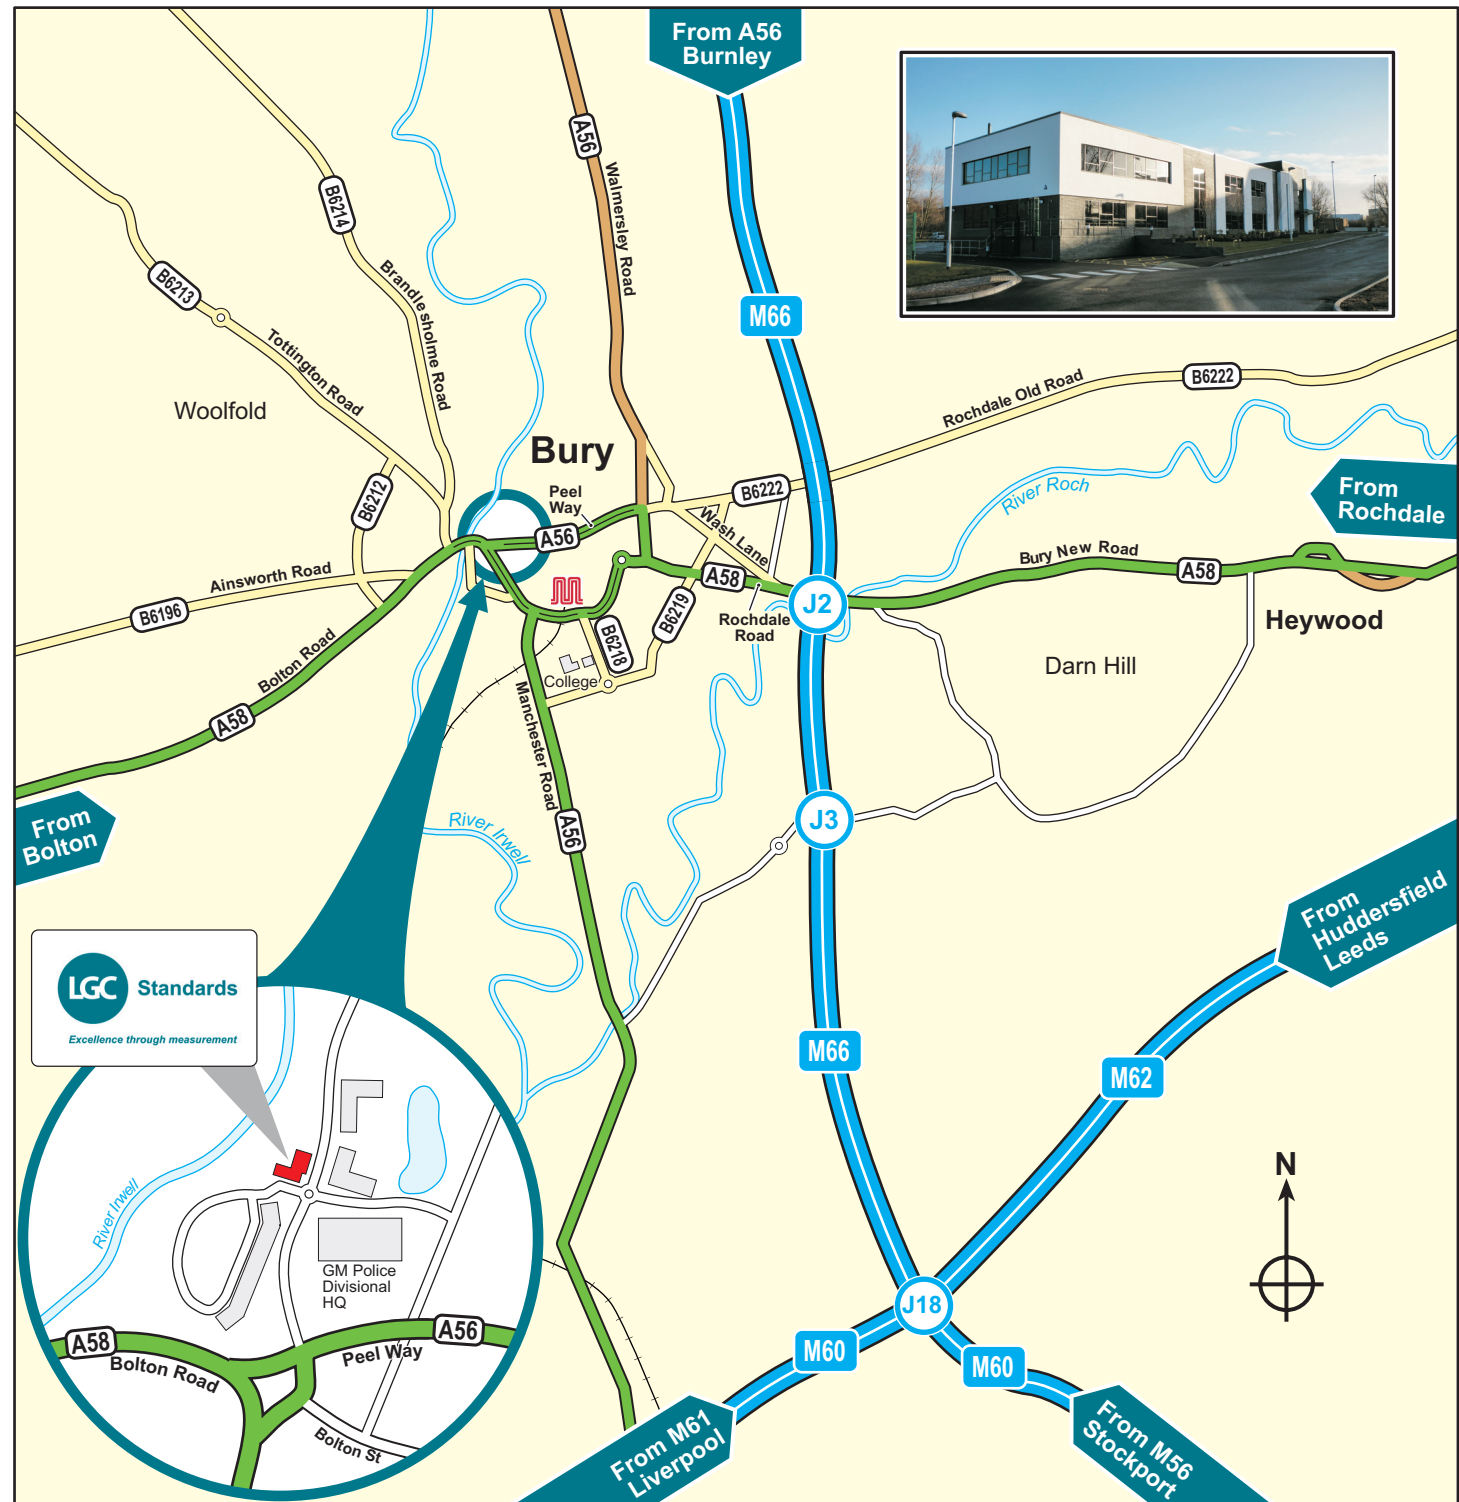 From A56
Burnley
A56
Walmersley Road
B6214
Brandlesholme Road
B6213
Tottington Road
Woolfold
M66
Rochdale Old Road
B6222
River Roch
From
Rochdale
Bury
Peel
Way
B6222
B6212
A56
Wash Lane
Bury New Road
A58
Ainsworth Road
B6196
A58
J2
Rochdale
Road
B6219
B6218
College
Heywood
Darn Hill
Bolton Road
A58
Manchester Road
A56
From
Bolton
River Irwell
J3
From
Huddersfield
Leeds
LGC Standards
Excellence through measurement
M66
M62
N
River Irwell
GM Police
Divisional
HQ
A58
Bolton Road
Peel Way
A56
Bolton St
J18
M60
M60
From M61
Liverpool
From M56
Stockport